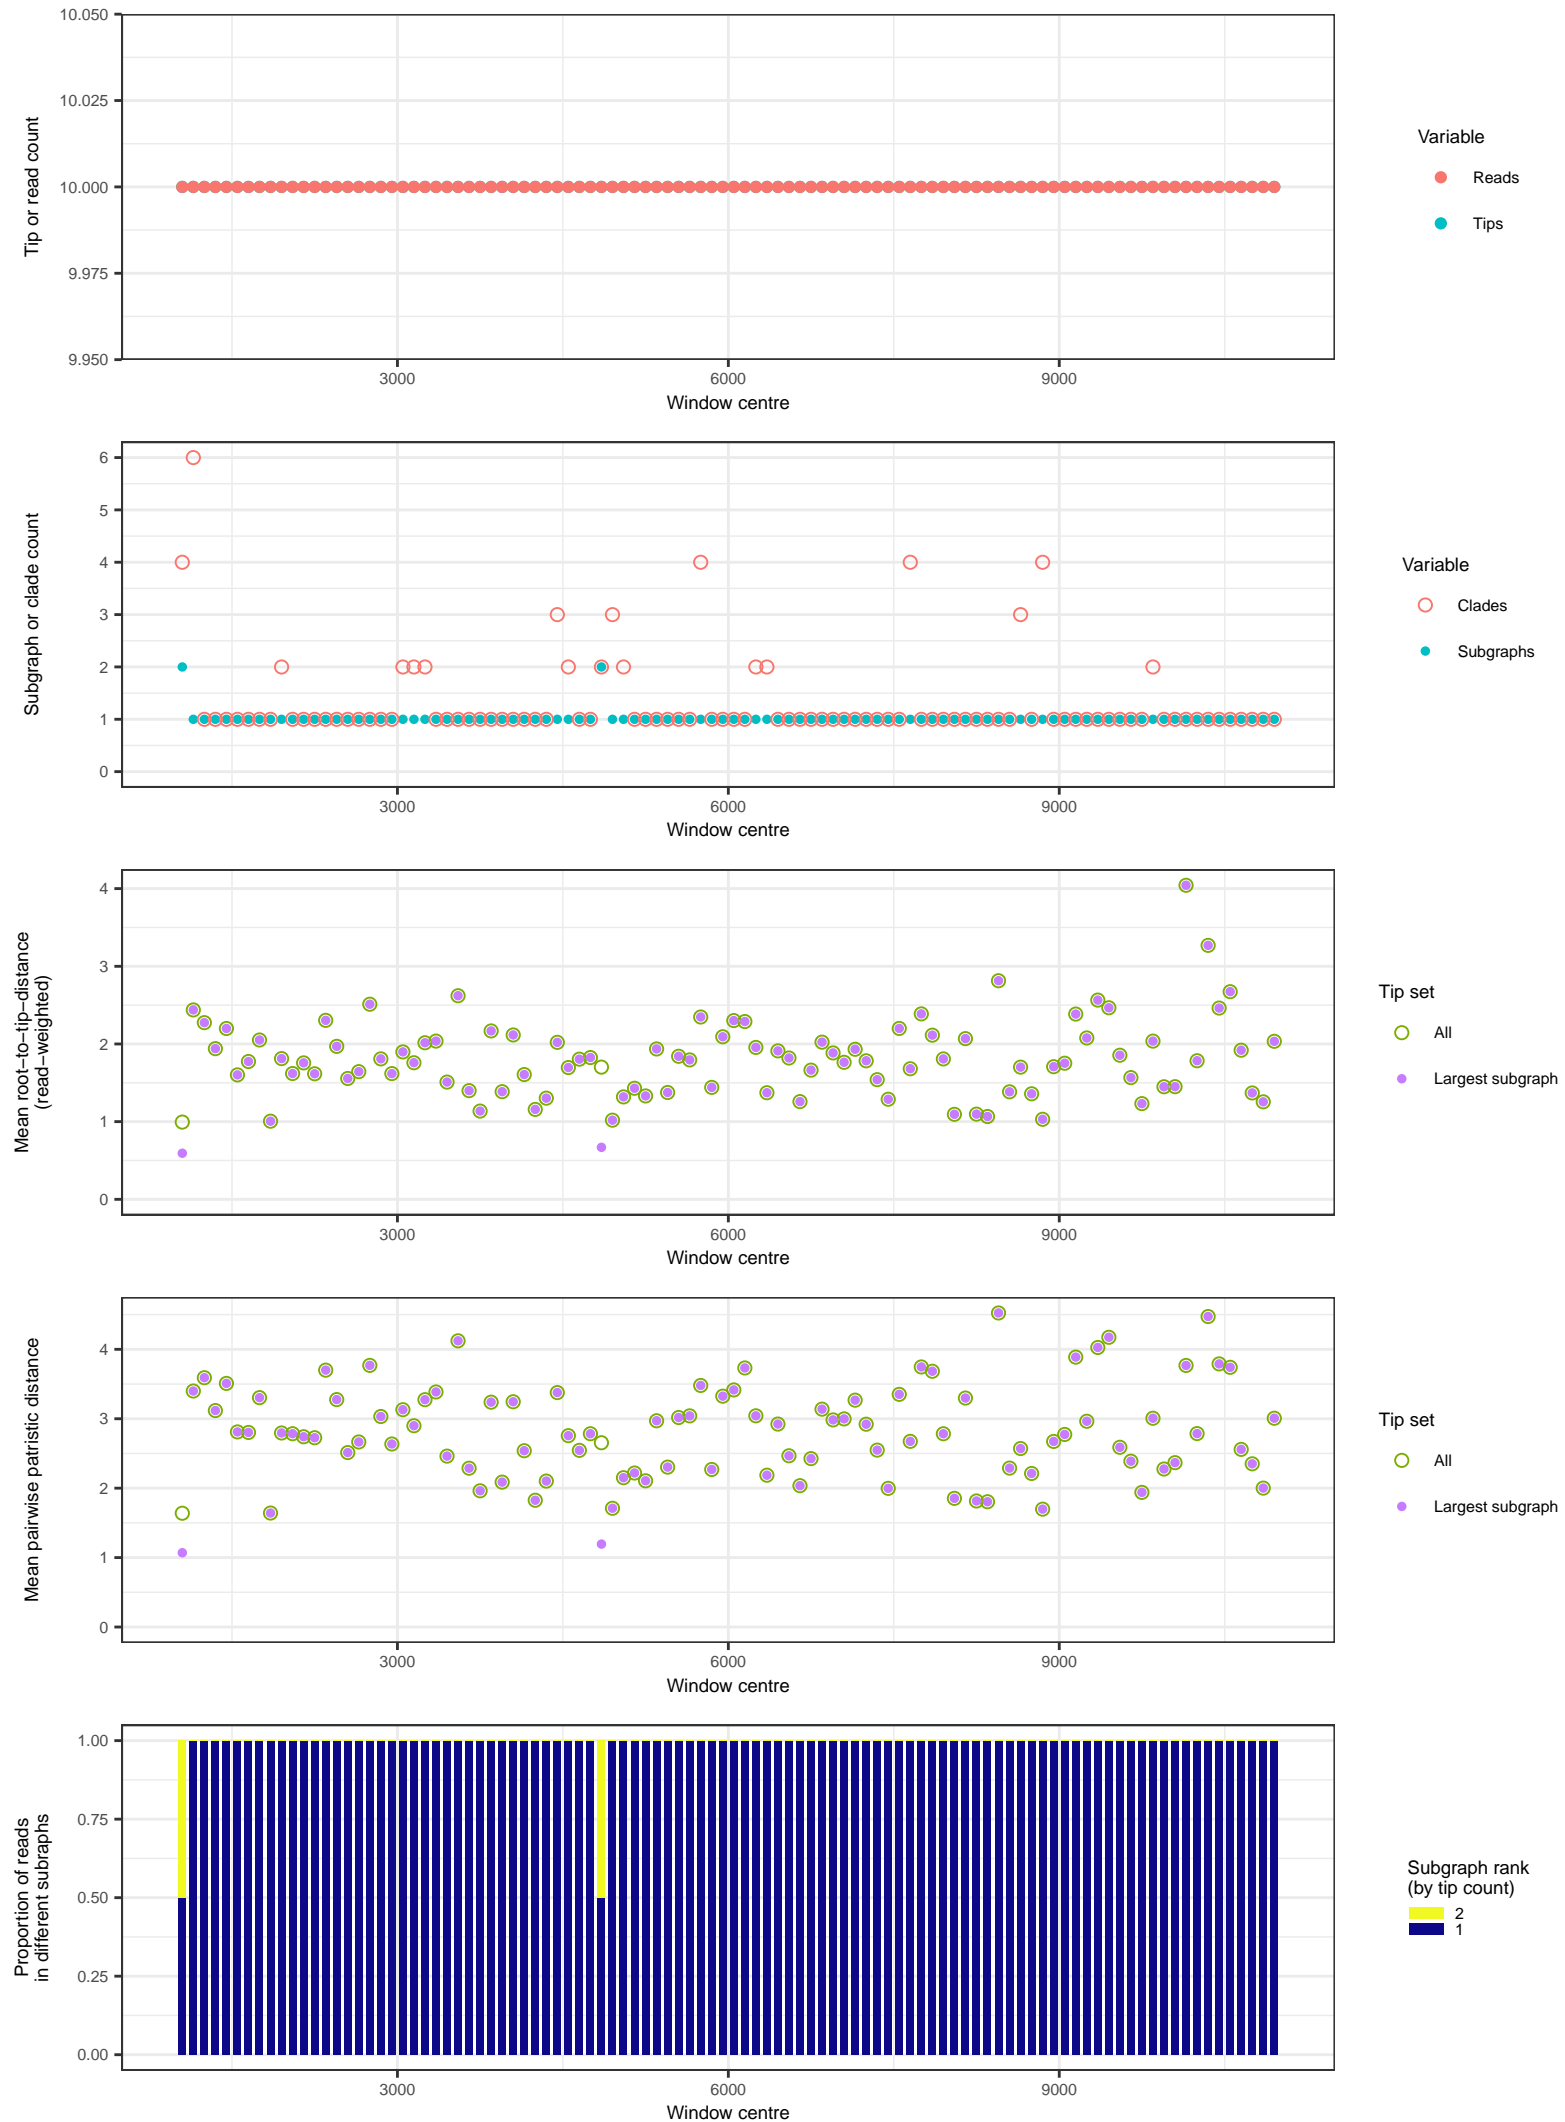 10.050
10.025
10.000
9.975
9.950
Tip or read count
3000
6000
9000
Window centre
Variable
Reads
Tips
6
5
4
3
2
1
0
Subgraph or clade count
3000
6000
9000
Window centre
Variable
Clades
Subgraphs
4
3
2
1
0
Mean root−to−tip−distance
(read−weighted)
3000
6000
9000
Window centre
Tip set
All
Largest subgraph
4
3
2
1
0
Mean pairwise patristic distance
3000
6000
9000
Window centre
Tip set
All
Largest subgraph
1.00
0.75
0.50
0.25
0.00
Proportion of reads
in different subraphs
3000
6000
9000
Window centre
Subgraph rank
(by tip count)
2
1